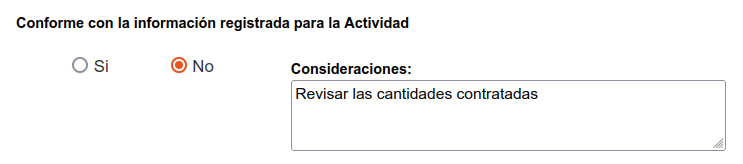 Conforme con la información registrada para la Actividad
Si No
Consideraciones:
Revisar las cantidades contratadas